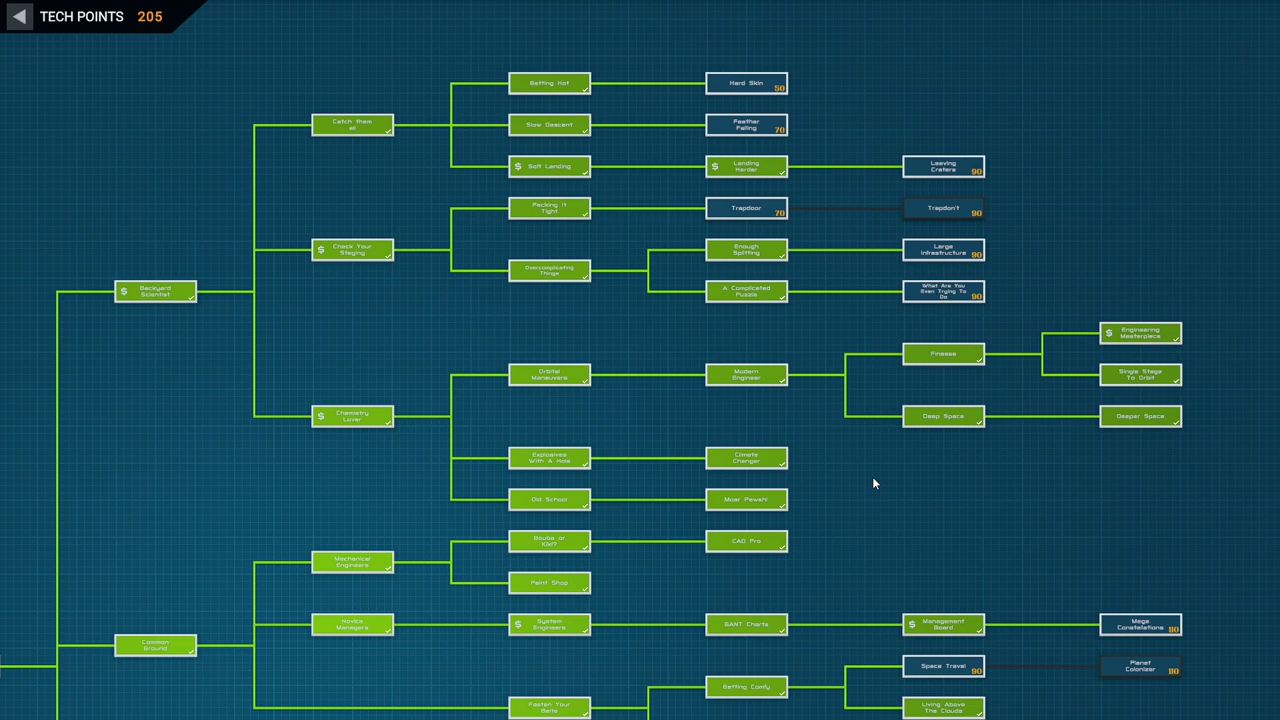 TECH POINTS 205
Getting Hot
Hard Skin
50
Catch them
all
Slow Descent
Feather
Falling
70
$ Soft Landing
$ Landing
Harder
Leaving
Craters
90
Packing It
Tight
Trapdoor
70
Trapdon't
90
$ Check Your
Staging
Enough
Splitting
Large
Infrastructure
90
Overcomplicating
Things
$ Backyard
Scientist
A Complicated
Puzzle
What Are You
Even Trying To
Do
90
$ Engineering
Masterpiece
Finesse
Orbital
Maneuvers
Modern
Engineer
Single Stage
To Orbit
$ Chemistry
Lover
Deep Space
Deeper Space
Explosives
With A Hole
Climate
Changer
Old School
Moar Powah!
Bouba or
Kiki?
CAD Pro
Mechanical
Engineers
Paint Shop
Novice
Managers
$ System
Engineers
GANT Charts
$ Management
Board
Mega
Constellations
90
Common
Ground
Space Travel
90
Planet
Colonizer
110
Getting Comfy
Fasten Your
Belts
Living Above
The Clouds